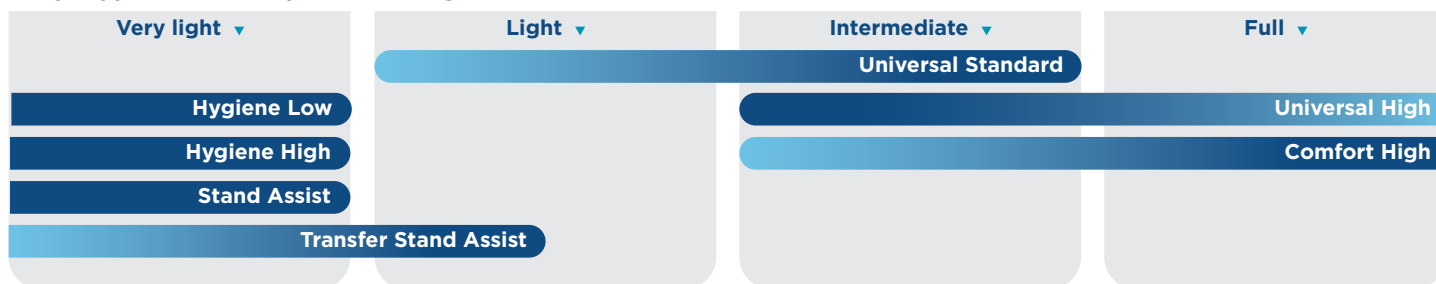 Very light ▼
Light ▼
Intermediate ▼
Full ▼
Universal Standard
Hygiene Low
Universal High
Hygiene High
Comfort High
Stand Assist
Transfer Stand Assist